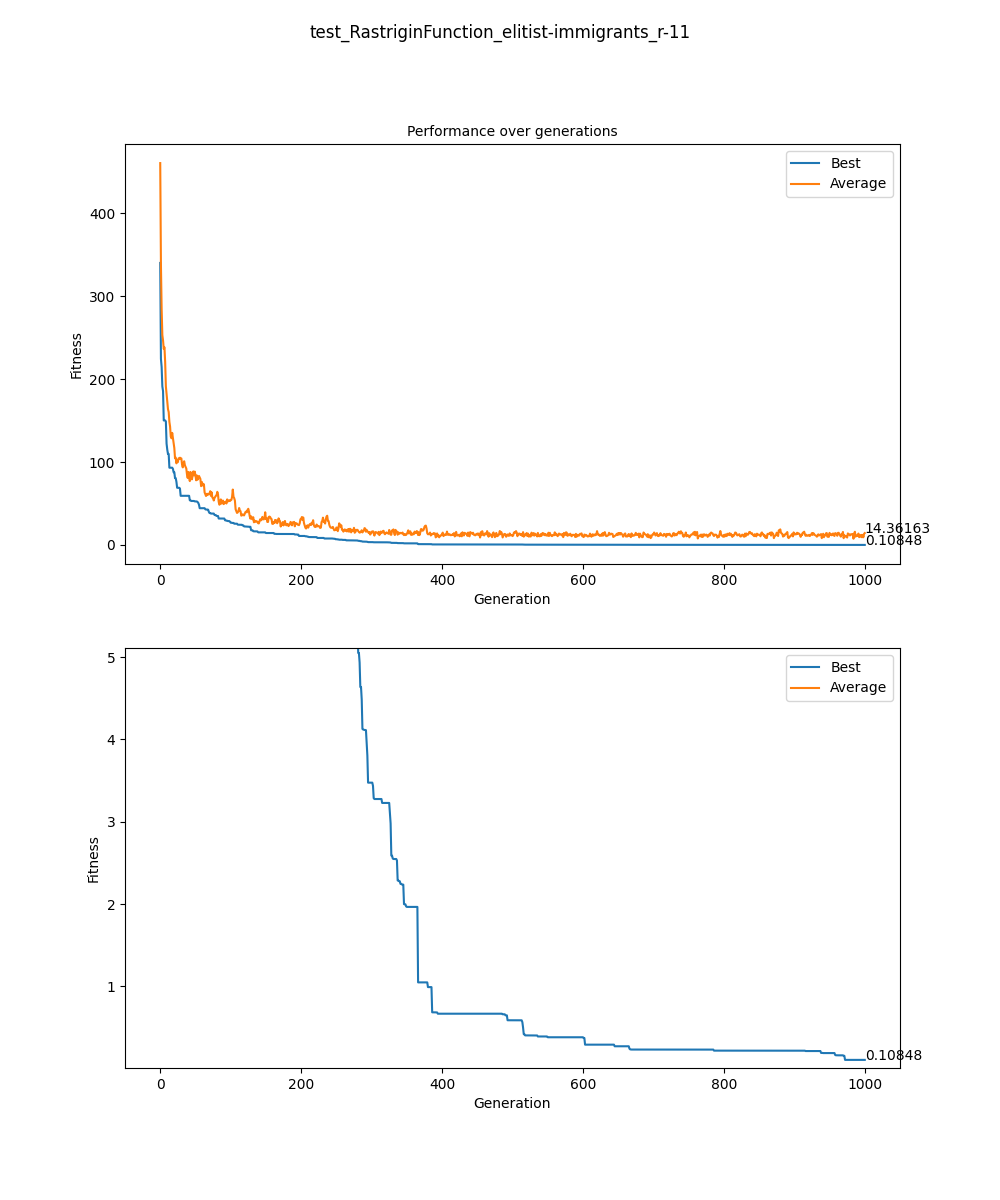 test_RastriginFunction_elitist-immigrants_r-11
Performance over generations
Best
Average
400
300
200
100
0
Fitness
14.36163
0.10848
0 200 400 600 800 1000
Generation
Best
Average
5
4
3
2
1
Fitness
0.10848
0 200 400 600 800 1000
Generation